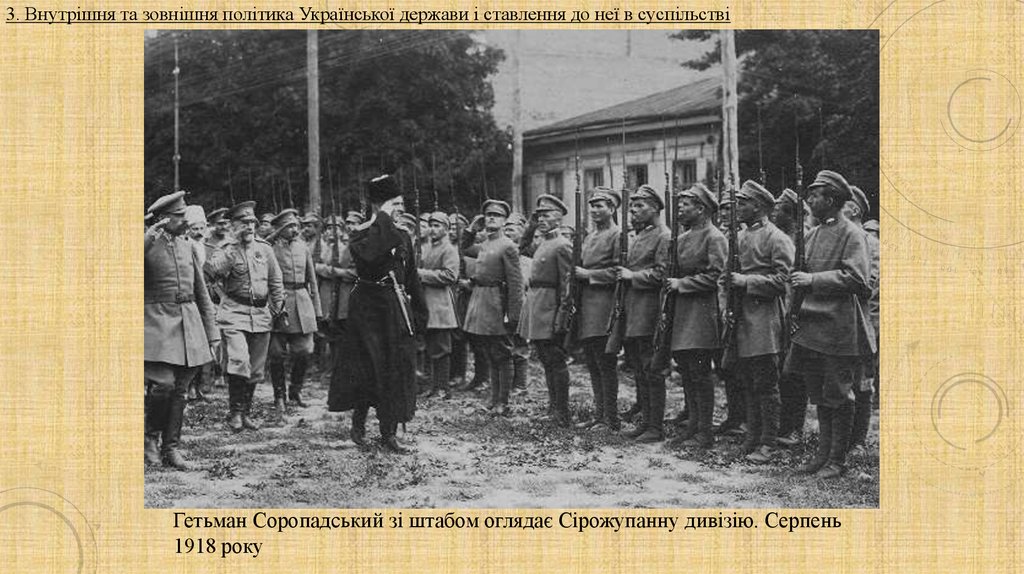 3. Внутрішня та зовнішня політика Української держави і ставлення до неї в суспільстві
Гетьман Соропадський зі штабом оглядає Сірожупанну дивізію. Серпень
1918 року